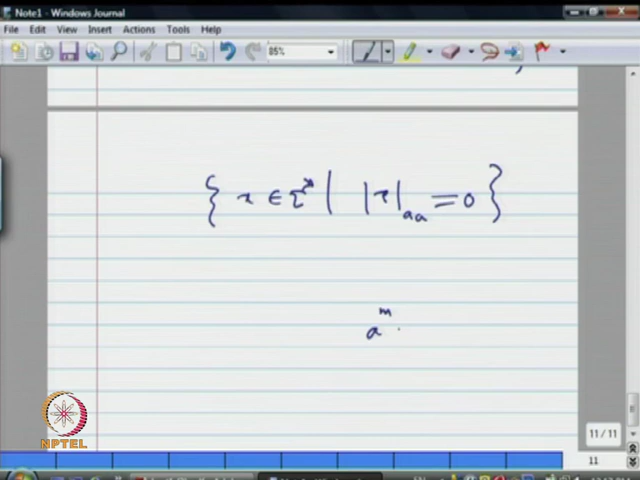 Note1 - Windows Journal
File Edit View Insert Actions Tools Help
85%
{ x ∈ Σ* | |x|aa = 0 }
a^m
NPTEL
11/11
11